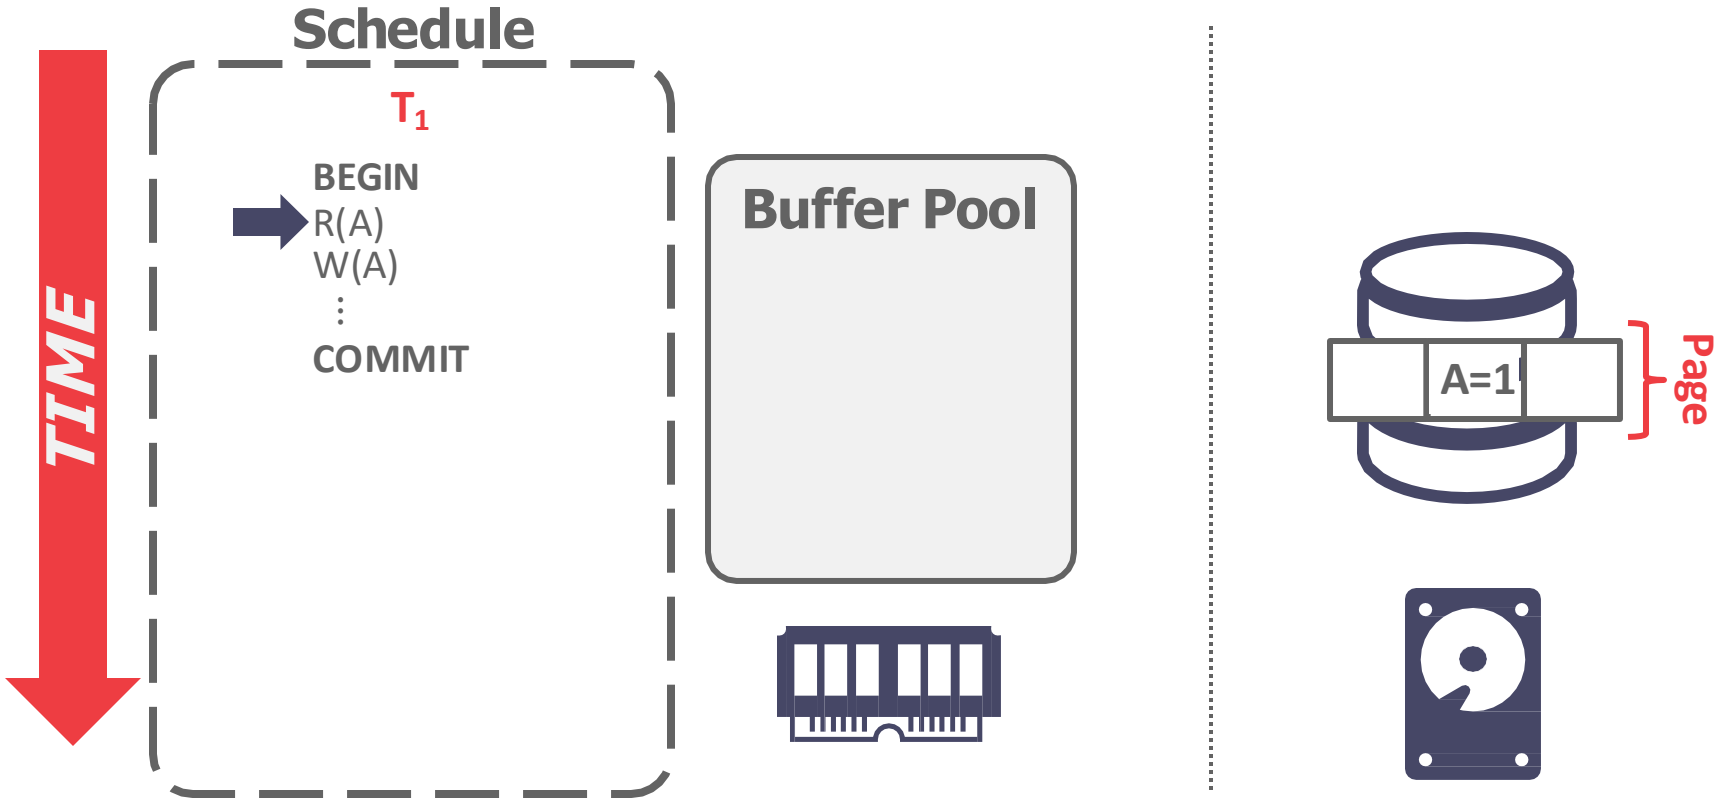 Schedule
TIME
T₁
BEGIN
R(A)
W(A)
⋮
COMMIT
Buffer Pool
A=1
Page